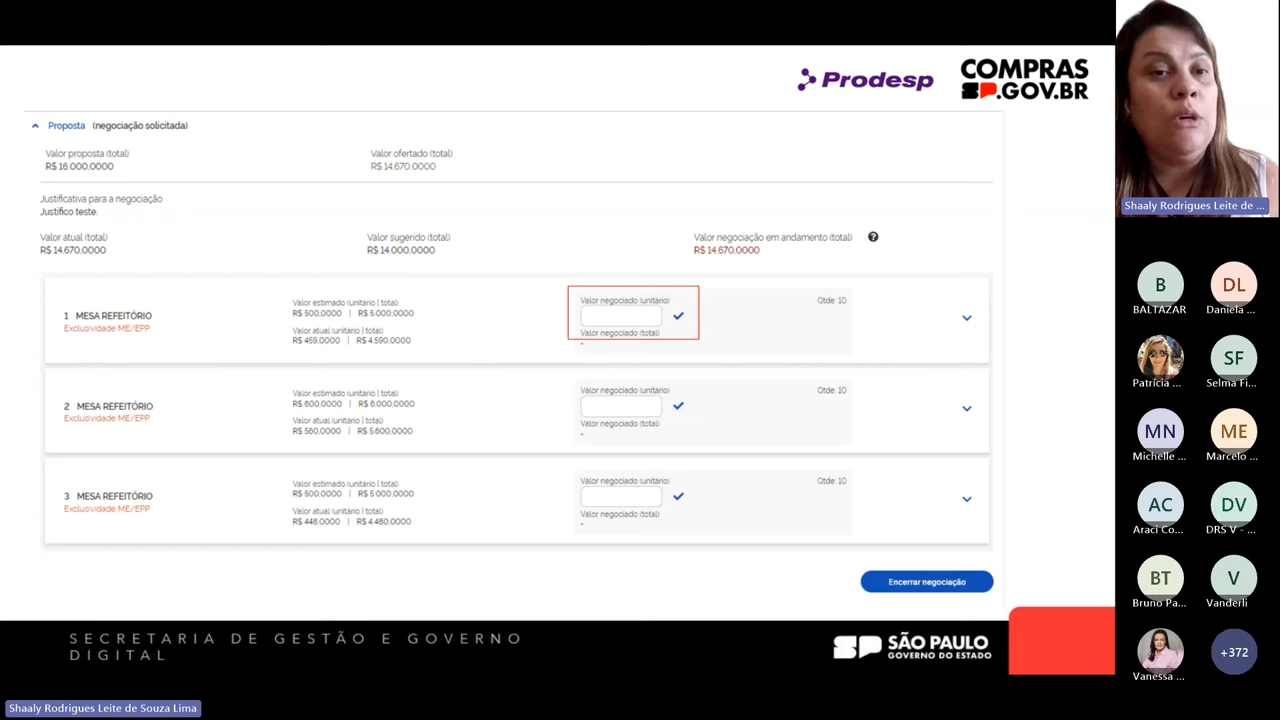 Prodesp
COMPRAS
SP.GOV.BR
Proposta (negociação solicitada)
Valor proposta (total) Valor ofertado (total)
R$ 16.000,0000 R$ 14.670,0000
Justificativa para a negociação
Justifico teste.
Valor atual (total) Valor sugerido (total) Valor negociação em andamento (total) ?
R$ 14.670,0000 R$ 14.000,0000 R$ 14.670,0000
1 MESA REFEITÓRIO
Exclusividade ME/EPP
Valor estimado (unitário | total)
R$ 500,0000 | R$ 5.000,0000
Valor atual (unitário | total)
R$ 459,0000 | R$ 4.590,0000
Valor negociado (unitário)
Valor negociado (total)
-
Qtde: 10
2 MESA REFEITÓRIO
Exclusividade ME/EPP
Valor estimado (unitário | total)
R$ 600,0000 | R$ 6.000,0000
Valor atual (unitário | total)
R$ 560,0000 | R$ 5.600,0000
Valor negociado (unitário)
Valor negociado (total)
-
Qtde: 10
3 MESA REFEITÓRIO
Exclusividade ME/EPP
Valor estimado (unitário | total)
R$ 500,0000 | R$ 5.000,0000
Valor atual (unitário | total)
R$ 448,0000 | R$ 4.480,0000
Valor negociado (unitário)
Valor negociado (total)
-
Qtde: 10
Encerrar negociação
SECRETARIA DE GESTÃO E GOVERNO
DIGITAL
SP SÃO PAULO
GOVERNO DO ESTADO
Shaaly Rodrigues Leite de Souza Lima
Shaaly Rodrigues Leite de ...
B DL
BALTAZAR Daniela ...
SF
Patrícia ... Selma Fi...
MN ME
Michelle ... Marcelo ...
AC DV
Araci Co... DRS V - ...
BT V
Bruno Pa... Vanderli
+372
Vanessa ...